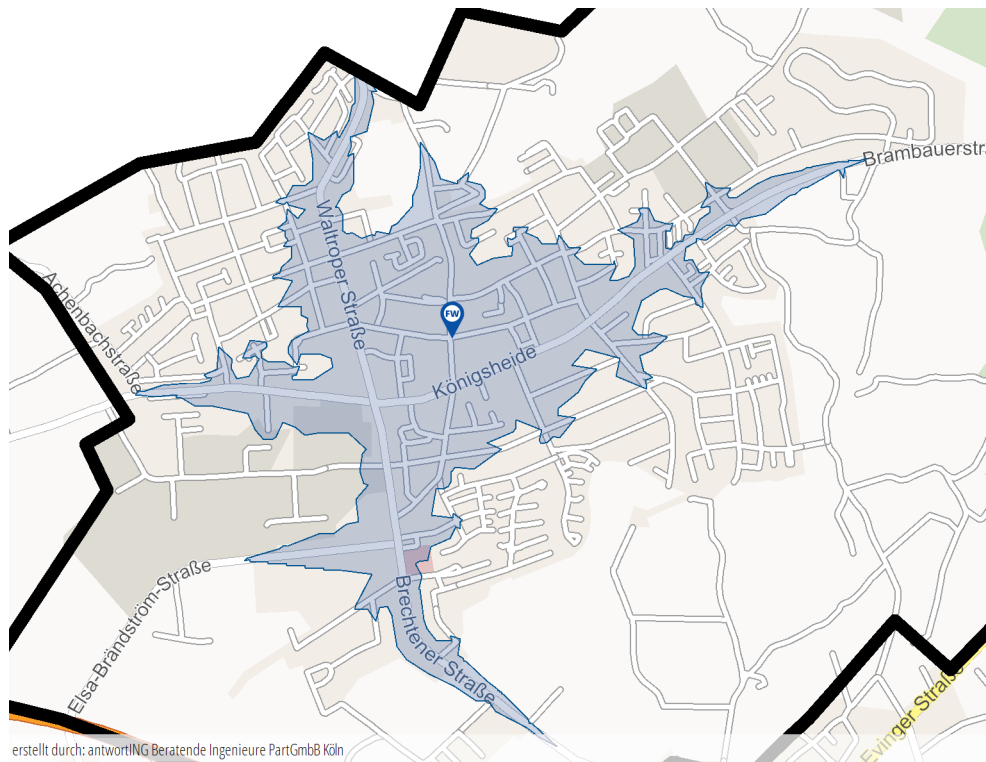 Brambauerstra
Waltroper Straße
Achenbachstraße
FW
Königsheide
Elsa-Brändström-Straße
Brechtener Straße
Evinger Straße
erstellt durch: antwortING Beratende Ingenieure PartGmbB Köln